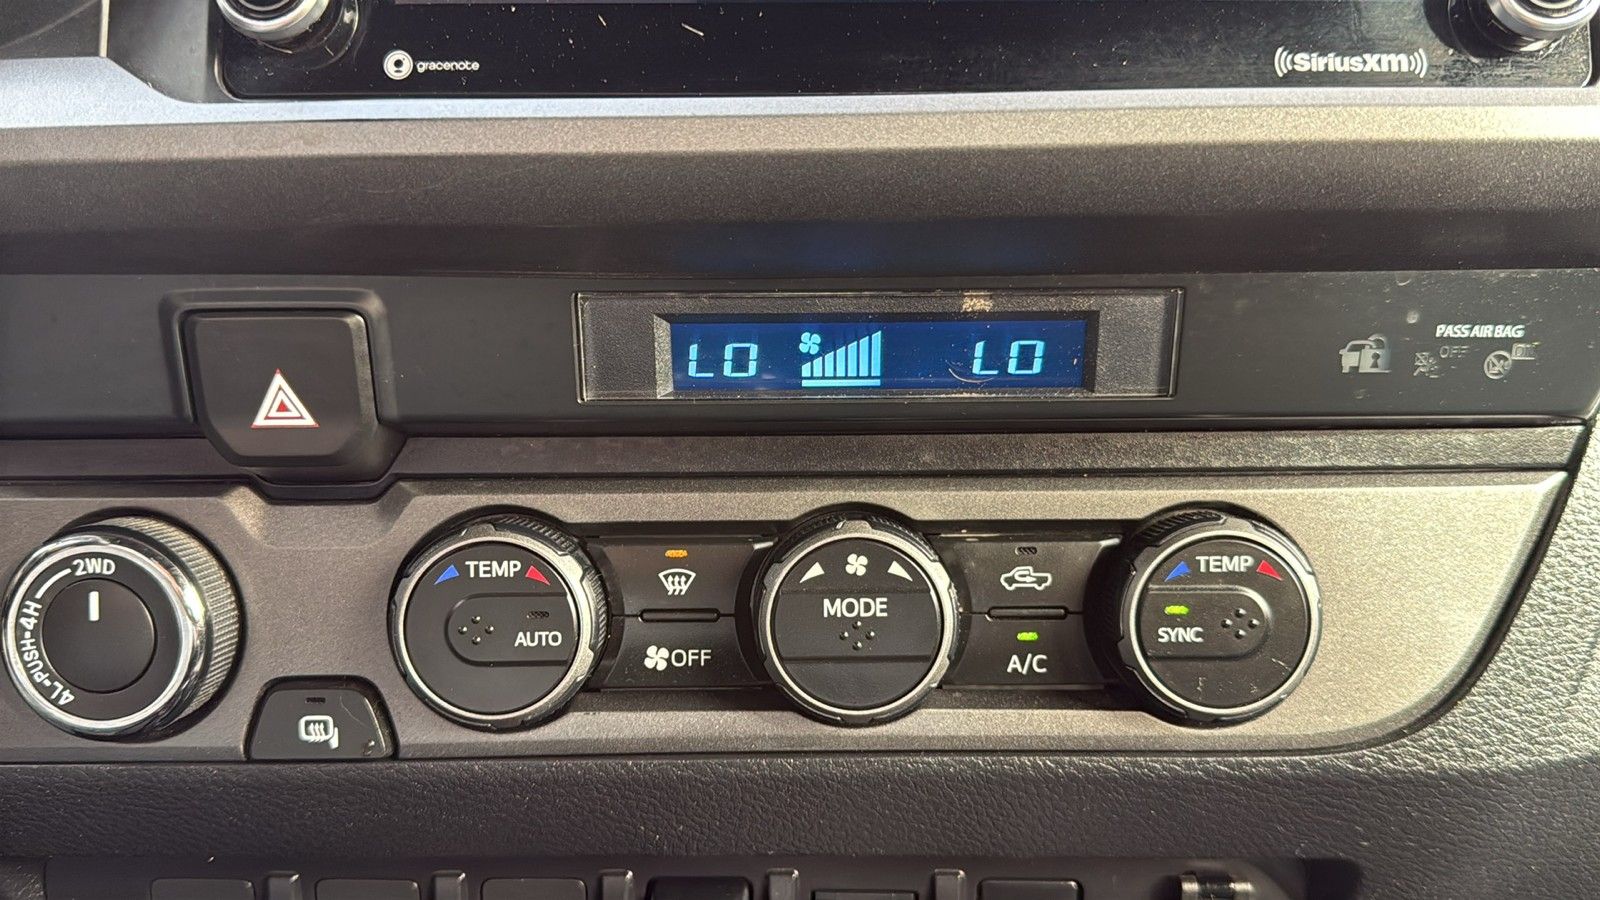 gracenote
SiriusXM
LO LO
PASS AIR BAG
OFF
ON
2WD
4L-PUSH-4H
TEMP
AUTO
OFF
MODE
A/C
TEMP
SYNC